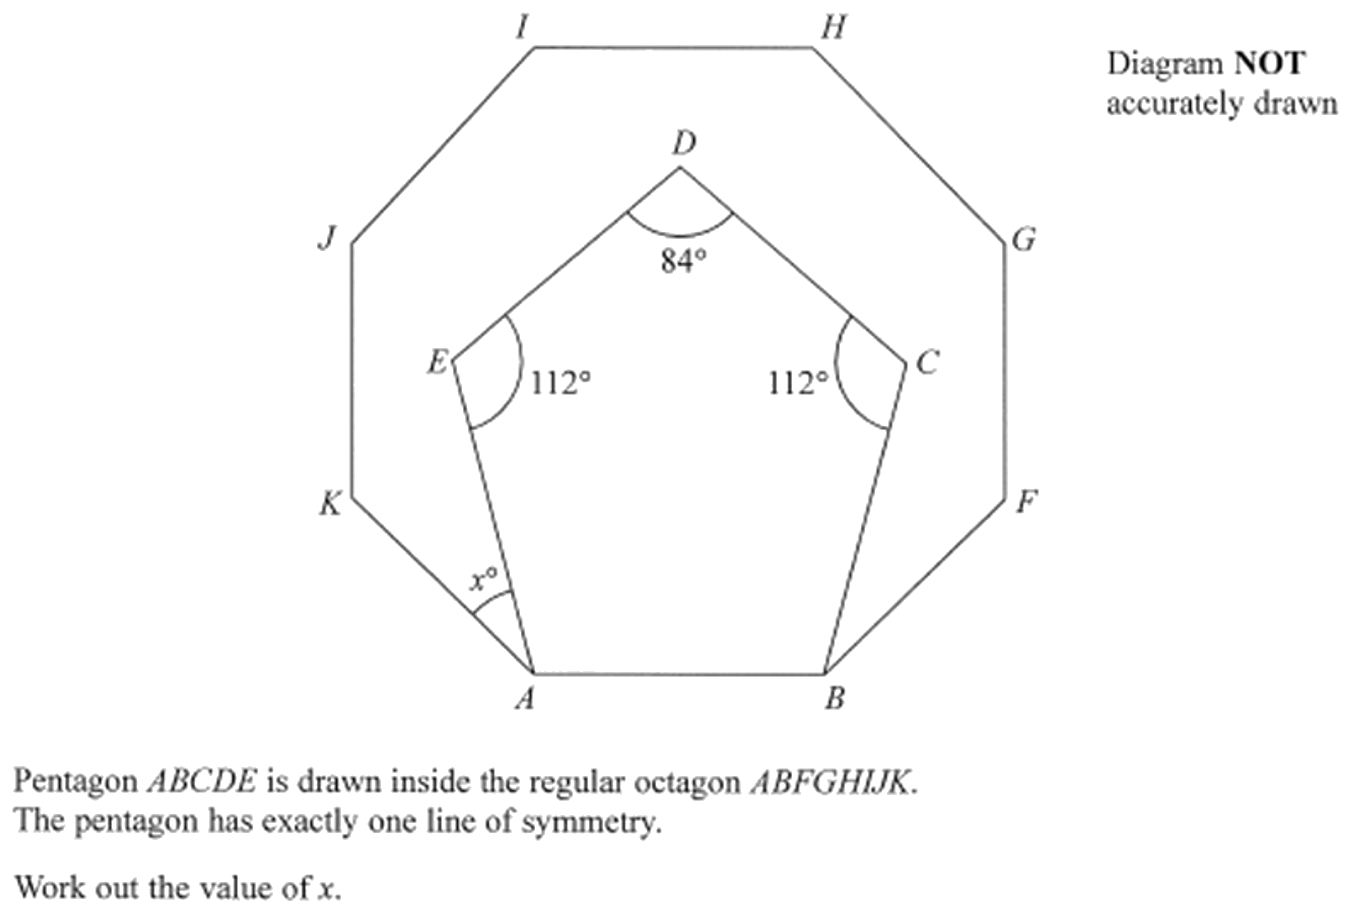 I
H
Diagram NOT
accurately drawn
D
J
G
84°
E
112°
112°
C
K
F
x°
A
B
Pentagon ABCDE is drawn inside the regular octagon ABFGHIJK.
The pentagon has exactly one line of symmetry.
Work out the value of x.